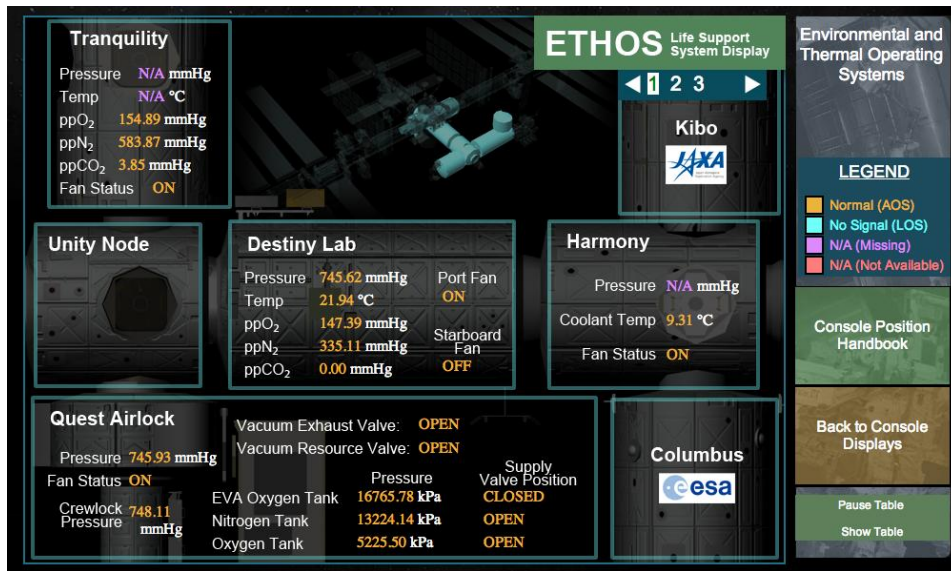 Tranquility
Pressure N/A mmHg
Temp N/A °C
ppO₂ 154.89 mmHg
ppN₂ 583.87 mmHg
ppCO₂ 3.85 mmHg
Fan Status ON
ETHOS Life Support System Display
1 2 3
Kibo
JAXA
Environmental and
Thermal Operating
Systems
LEGEND
Normal (AOS)
No Signal (LOS)
N/A (Missing)
N/A (Not Available)
Unity Node
Destiny Lab
Pressure 745.62 mmHg
Temp 21.94 °C
ppO₂ 147.39 mmHg
ppN₂ 335.11 mmHg
ppCO₂ 0.00 mmHg
Port Fan
ON
Starboard
Fan
OFF
Harmony
Pressure N/A mmHg
Coolant Temp 9.31 °C
Fan Status ON
Console Position
Handbook
Quest Airlock
Pressure 745.93 mmHg
Fan Status ON
Crewlock
Pressure 748.11
mmHg
Vacuum Exhaust Valve: OPEN
Vacuum Resource Valve: OPEN
Pressure Supply
Valve Position
EVA Oxygen Tank 16765.78 kPa CLOSED
Nitrogen Tank 13224.14 kPa OPEN
Oxygen Tank 5225.50 kPa OPEN
Columbus
esa
Back to Console
Displays
Pause Table
Show Table